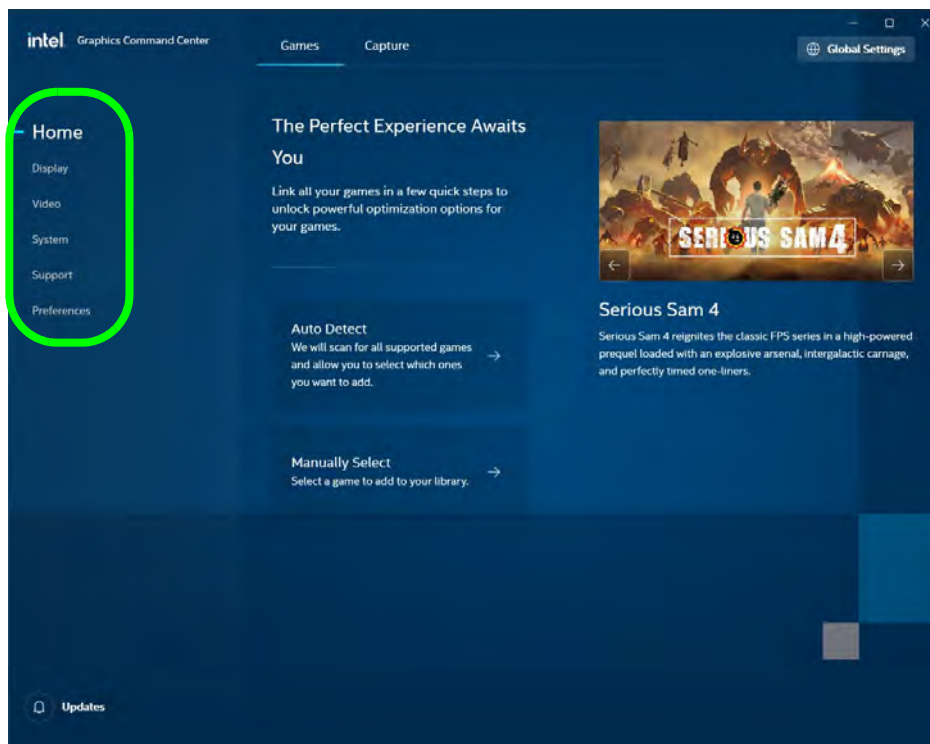 intel. Graphics Command Center
Games
Capture
Global Settings
Home
Display
Video
System
Support
Preferences
The Perfect Experience Awaits
You
Link all your games in a few quick steps to
unlock powerful optimization options for
your games.
Auto Detect
We will scan for all supported games
and allow you to select which ones
you want to add.
Manually Select
Select a game to add to your library.
SERIOUS SAM 4
Serious Sam 4
Serious Sam 4 reignites the classic FPS series in a high-powered
prequel loaded with an explosive arsenal, intergalactic carnage,
and perfectly timed one-liners.
Updates